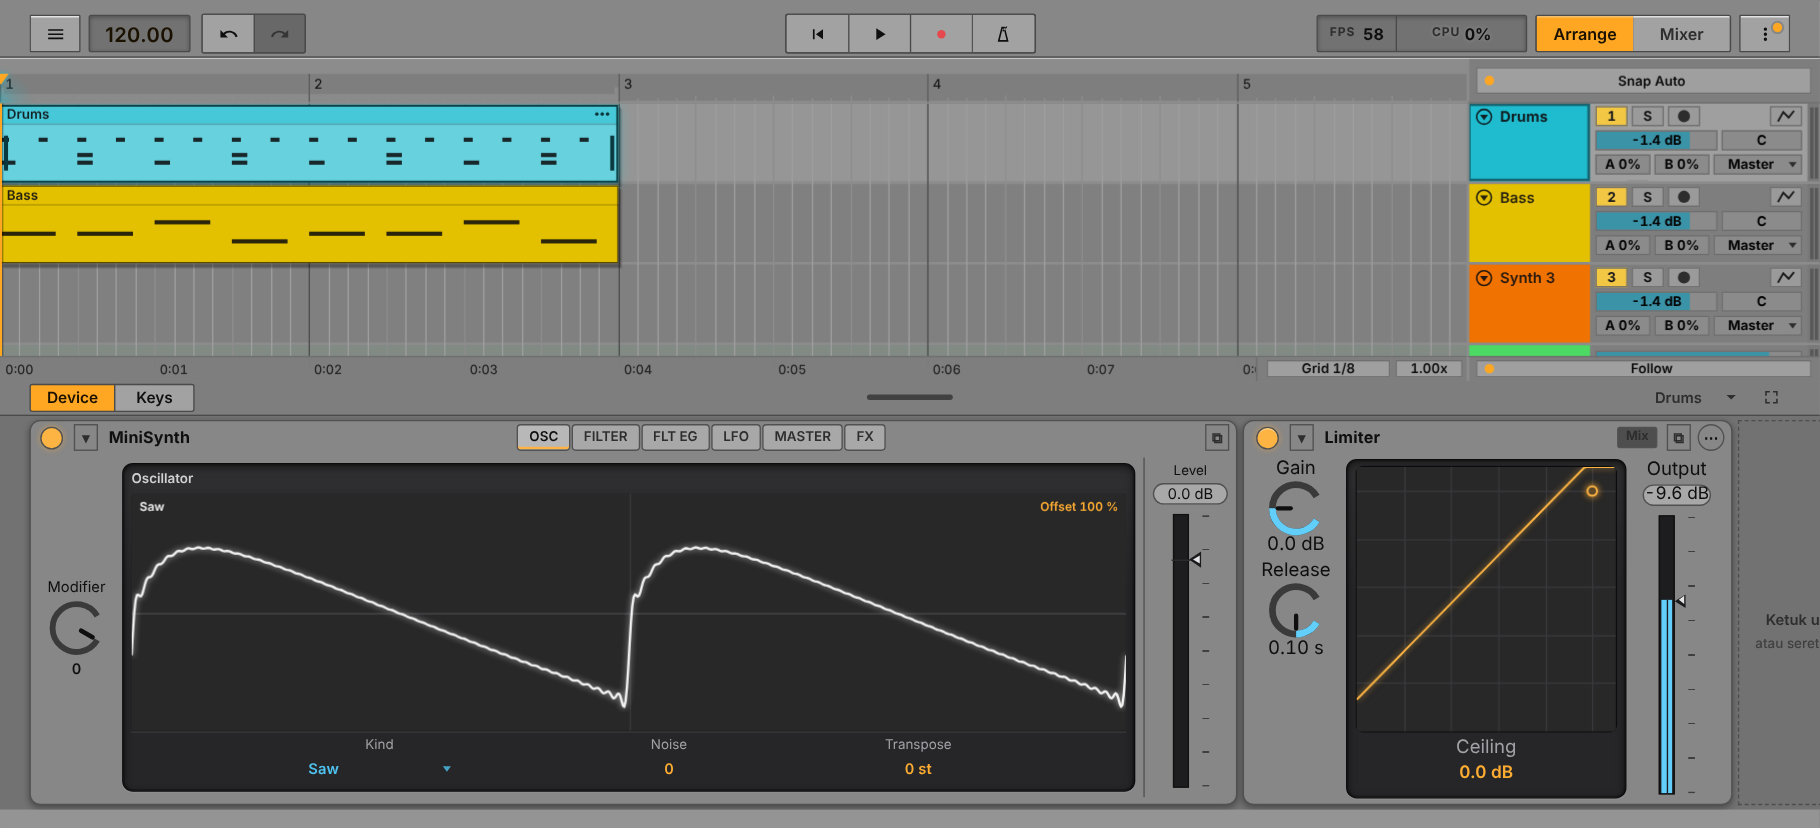 120.00
FPS 58 CPU 0%
Arrange Mixer
1 2 3 4 5
Snap Auto
Drums
Drums 1 S
-1.4 dB C
A 0% B 0% Master
Bass
Bass 2 S
-1.4 dB C
A 0% B 0% Master
Synth 3 3 S
-1.4 dB C
A 0% B 0% Master
0:00 0:01 0:02 0:03 0:04 0:05 0:06 0:07 0:
Grid 1/8 1.00x Follow
Device Keys
Drums
MiniSynth
OSC FILTER FLT EG LFO MASTER FX
Modifier
0
Oscillator
Saw Offset 100 %
Kind Noise Transpose
Saw 0 0 st
Level
0.0 dB
Limiter Mix
Gain
0.0 dB
Release
0.10 s
Ceiling
0.0 dB
Output
-9.6 dB
Ketuk u
atau seret